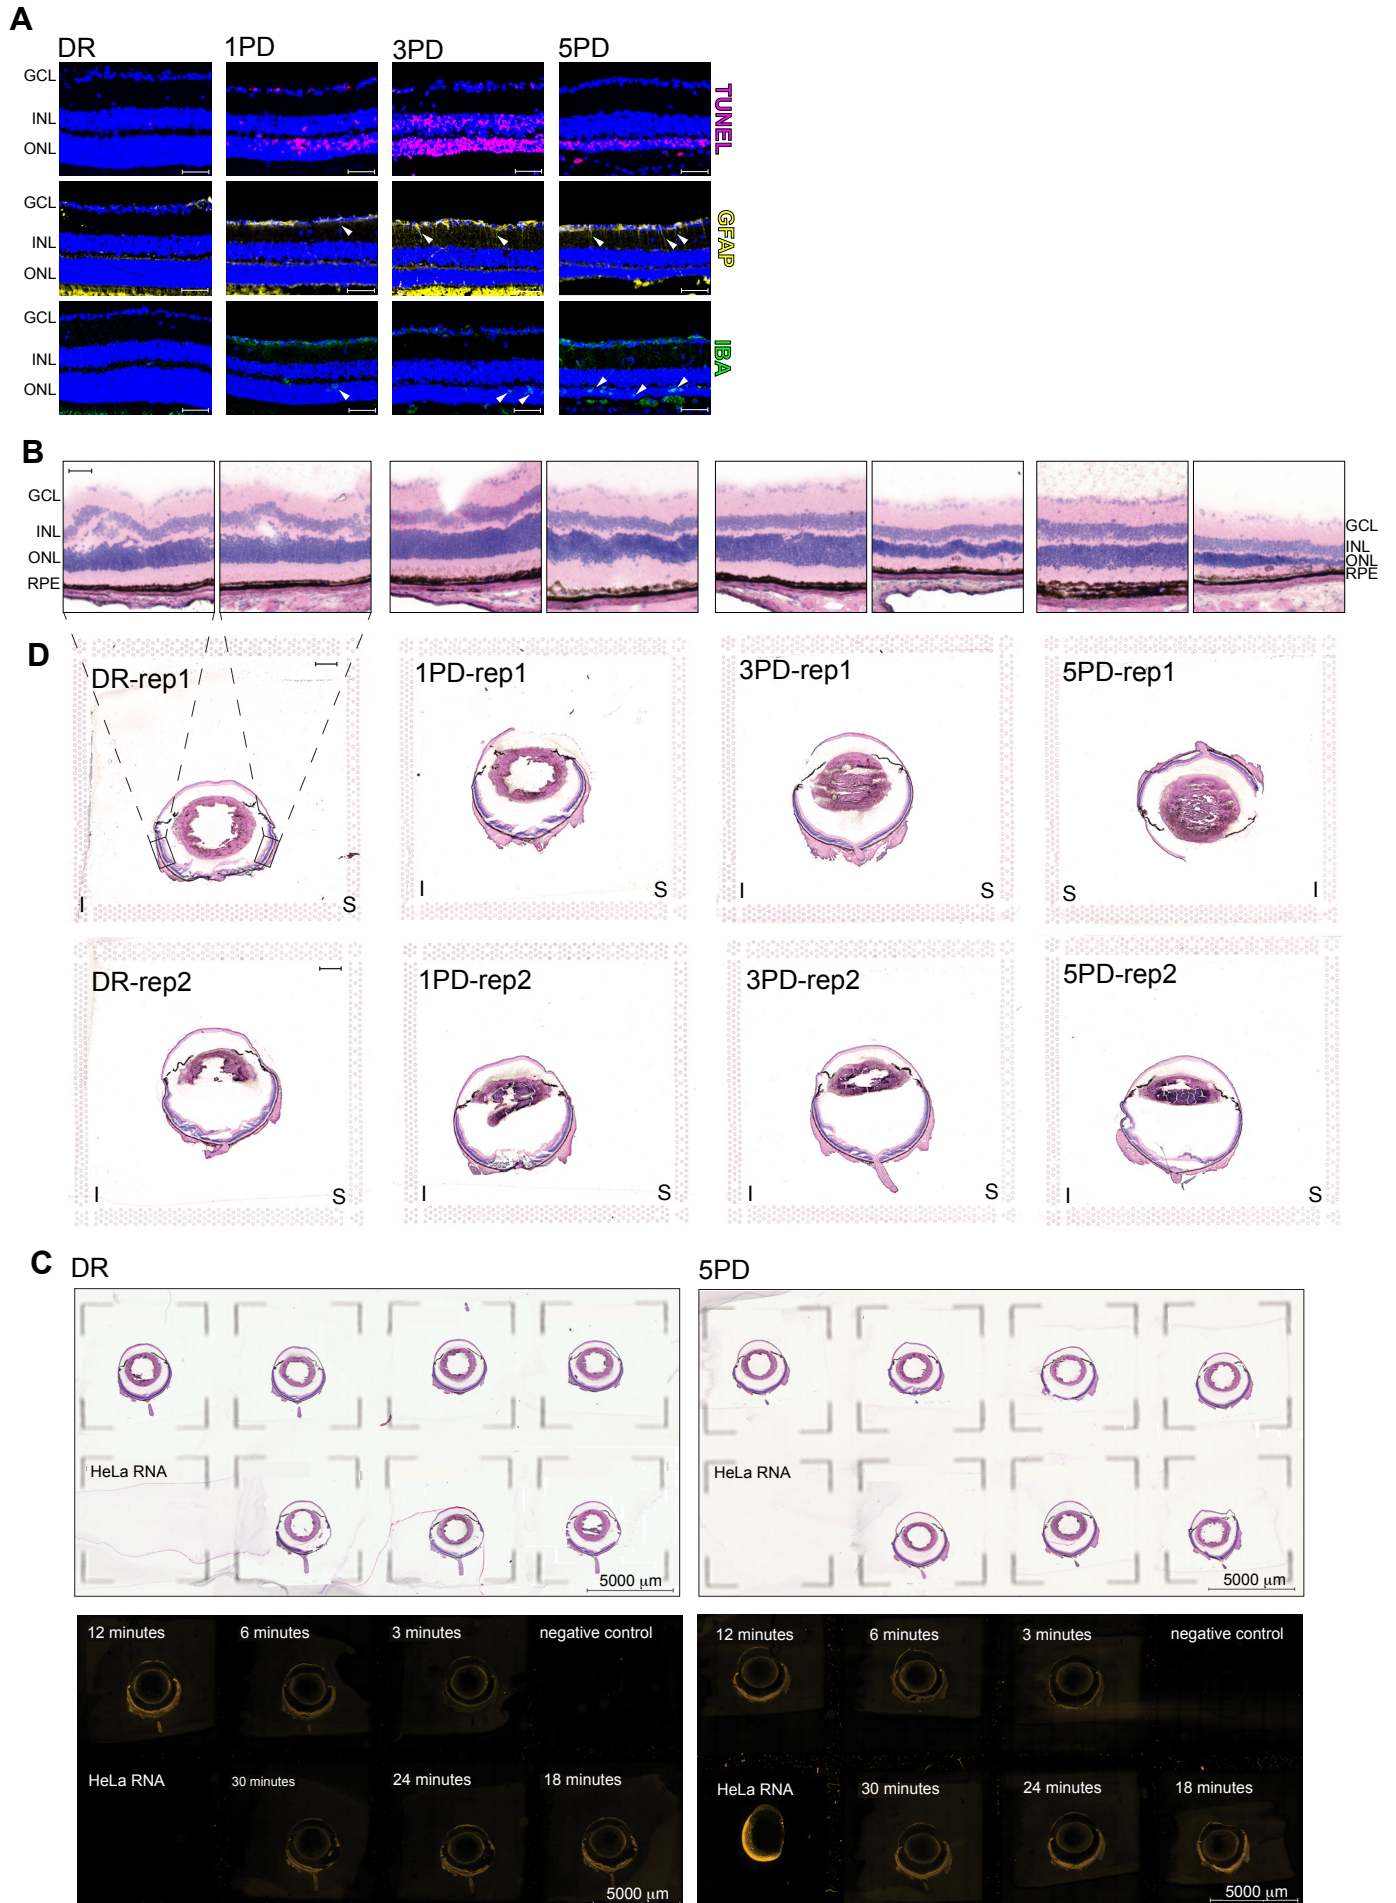 A
DR 1PD 3PD 5PD
GCL
INL
ONL
TUNEL
GCL
INL
ONL
GFAP
GCL
INL
ONL
IBA
B
GCL
INL
ONL
RPE
GCL
INL
ONL
RPE
D
DR-rep1 1PD-rep1 3PD-rep1 5PD-rep1
I S I S I S S I
DR-rep2 1PD-rep2 3PD-rep2 5PD-rep2
I S I S I S I S
C
DR 5PD
HeLa RNA HeLa RNA
5000 µm 5000 µm
12 minutes 6 minutes 3 minutes negative control 12 minutes 6 minutes 3 minutes negative control
HeLa RNA 30 minutes 24 minutes 18 minutes HeLa RNA 30 minutes 24 minutes 18 minutes
5000 µm 5000 µm